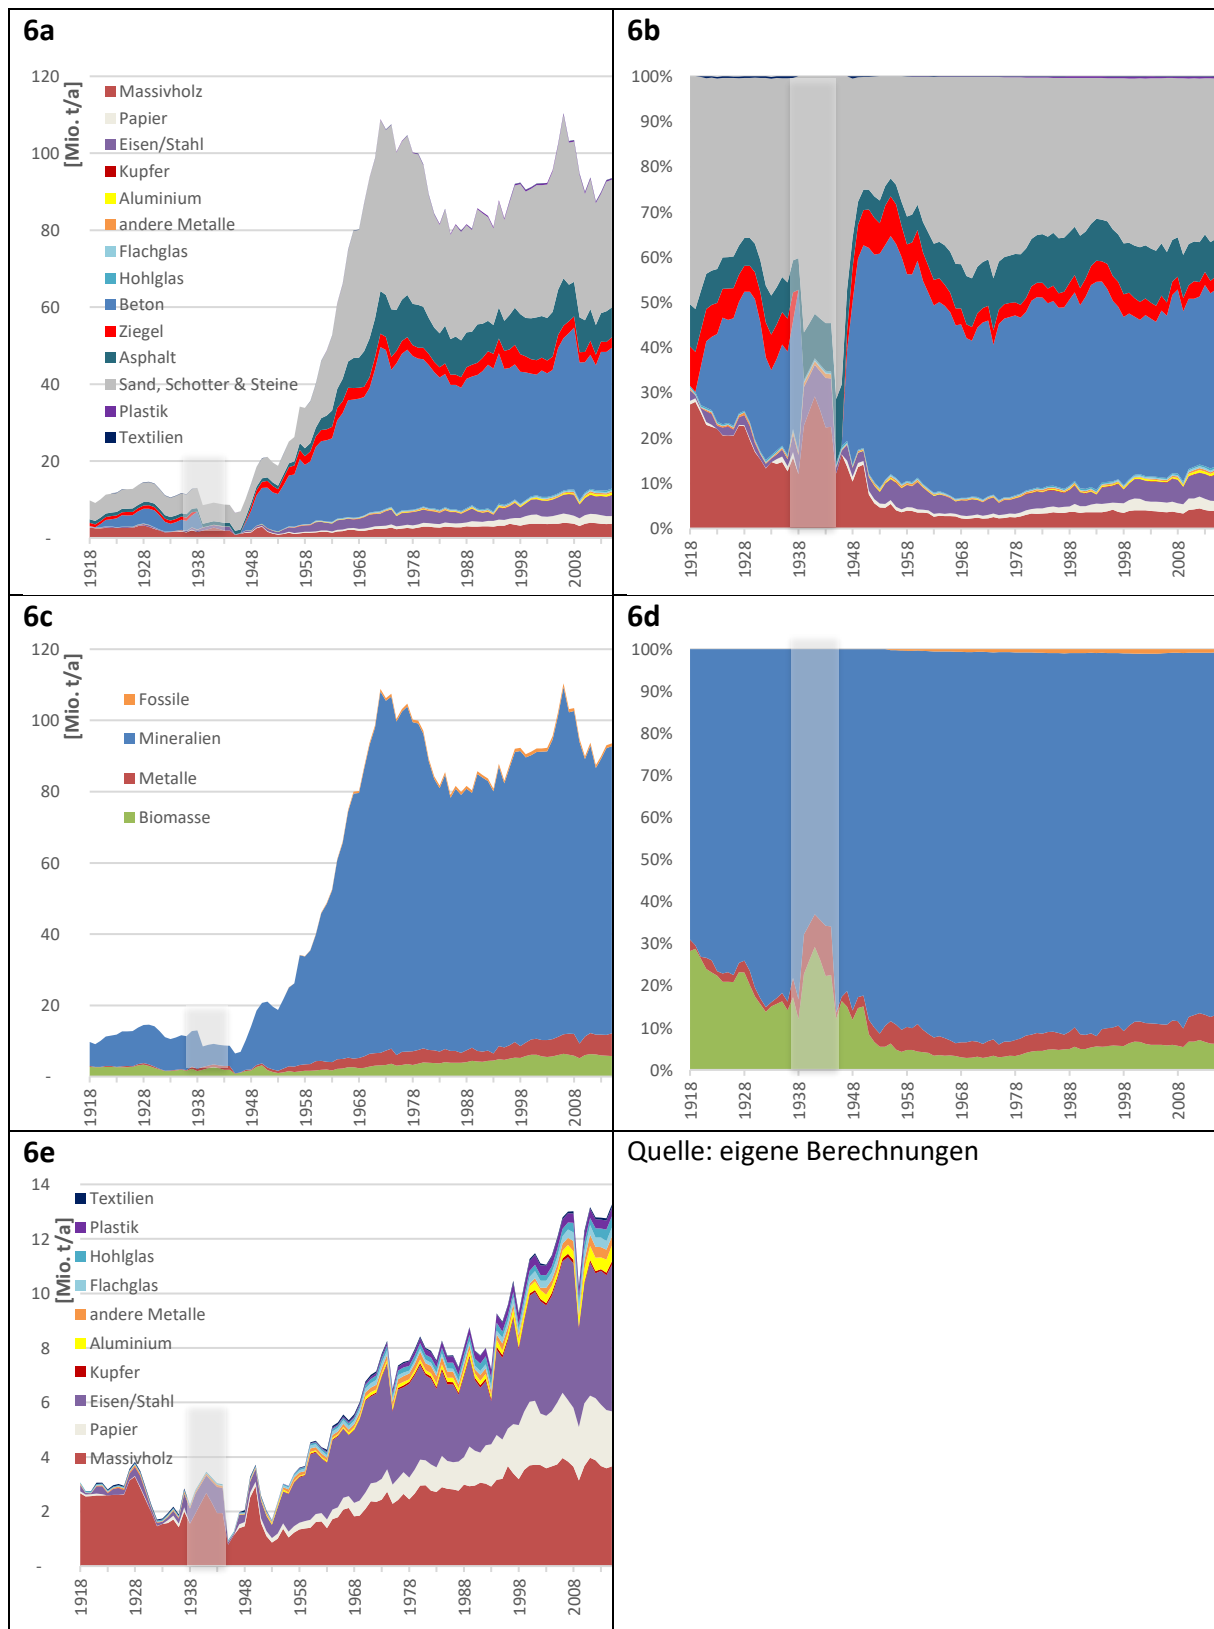 6a
[Mio. t/a]
120
100
80
60
40
20
-
Massivholz
Papier
Eisen/Stahl
Kupfer
Aluminium
andere Metalle
Flachglas
Hohlglas
Beton
Ziegel
Asphalt
Sand, Schotter & Steine
Plastik
Textilien
1918 1928 1938 1948 1958 1968 1978 1988 1998 2008
6b
100%
90%
80%
70%
60%
50%
40%
30%
20%
10%
0%
1918 1928 1938 1948 1958 1968 1978 1988 1998 2008
6c
[Mio. t/a]
120
100
80
60
40
20
-
Fossile
Mineralien
Metalle
Biomasse
1918 1928 1938 1948 1958 1968 1978 1988 1998 2008
6d
100%
90%
80%
70%
60%
50%
40%
30%
20%
10%
0%
1918 1928 1938 1948 1958 1968 1978 1988 1998 2008
6e
[Mio. t/a]
14
12
10
8
6
4
2
-
Textilien
Plastik
Hohlglas
Flachglas
andere Metalle
Aluminium
Kupfer
Eisen/Stahl
Papier
Massivholz
1918 1928 1938 1948 1958 1968 1978 1988 1998 2008
Quelle: eigene Berechnungen